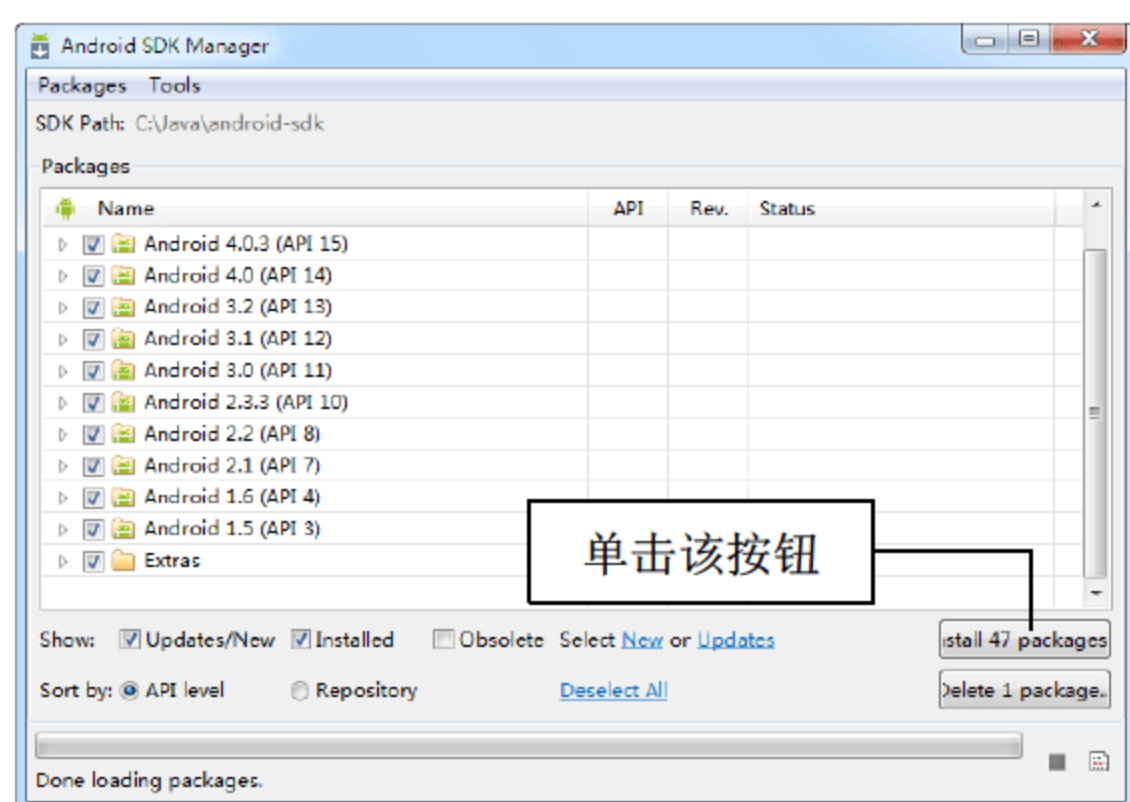 Android SDK Manager
Packages Tools
SDK Path: C:\Java\android-sdk
Packages
Name API Rev. Status
Android 4.0.3 (API 15)
Android 4.0 (API 14)
Android 3.2 (API 13)
Android 3.1 (API 12)
Android 3.0 (API 11)
Android 2.3.3 (API 10)
Android 2.2 (API 8)
Android 2.1 (API 7)
Android 1.6 (API 4)
Android 1.5 (API 3)
Extras
单击该按钮
Show: Updates/New Installed Obsolete Select New or Updates
stall 47 packages
Sort by: API level Repository Deselect All
Delete 1 package..
Done loading packages.